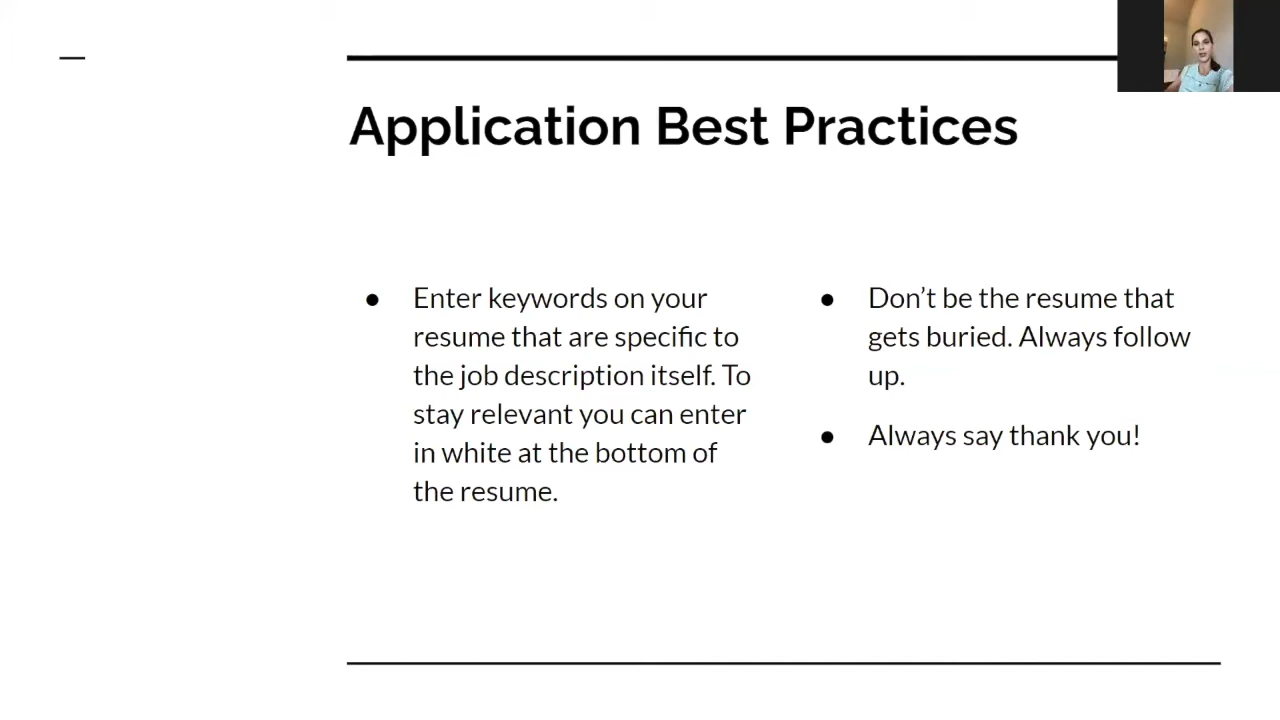 Application Best Practices
● Enter keywords on your
resume that are specific to
the job description itself. To
stay relevant you can enter
in white at the bottom of
the resume.
● Don’t be the resume that
gets buried. Always follow
up.
● Always say thank you!